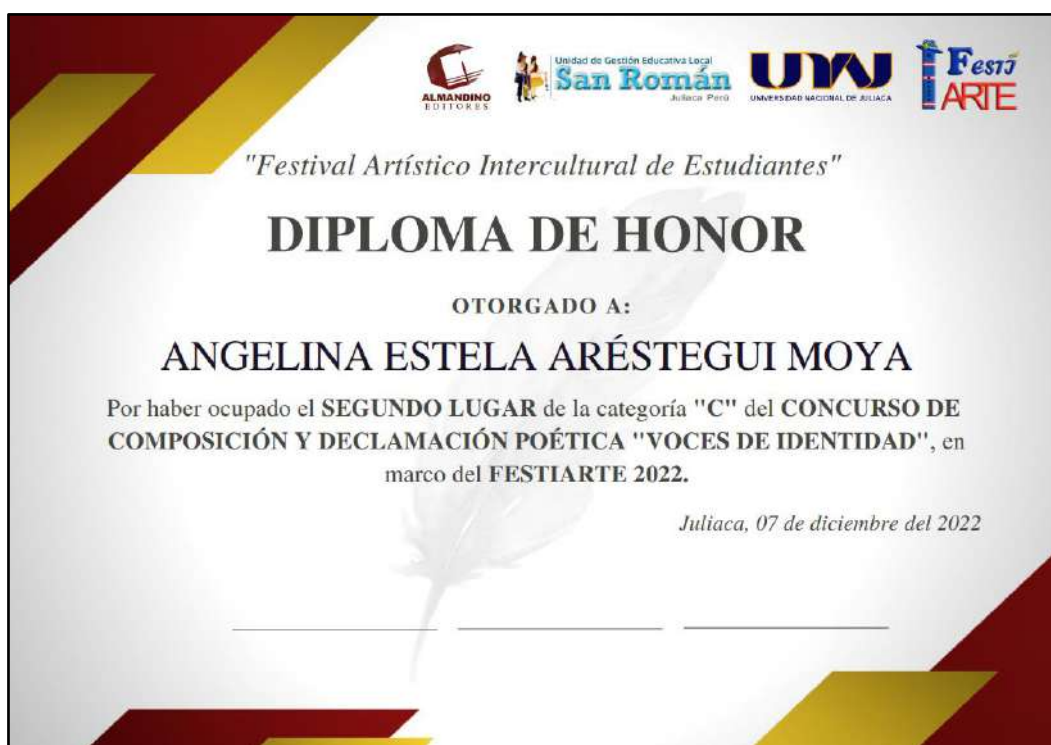 ALMANDINO
EDITORES
Unidad de Gestión Educativa Local
San Román
Juliaca Perú
UNAJ
UNIVERSIDAD NACIONAL DE JULIACA
Festi
ARTE
"Festival Artístico Intercultural de Estudiantes"
DIPLOMA DE HONOR
OTORGADO A:
ANGELINA ESTELA ARÉSTEGUI MOYA
Por haber ocupado el SEGUNDO LUGAR de la categoría "C" del CONCURSO DE
COMPOSICIÓN Y DECLAMACIÓN POÉTICA "VOCES DE IDENTIDAD", en
marco del FESTIARTE 2022.
Juliaca, 07 de diciembre del 2022